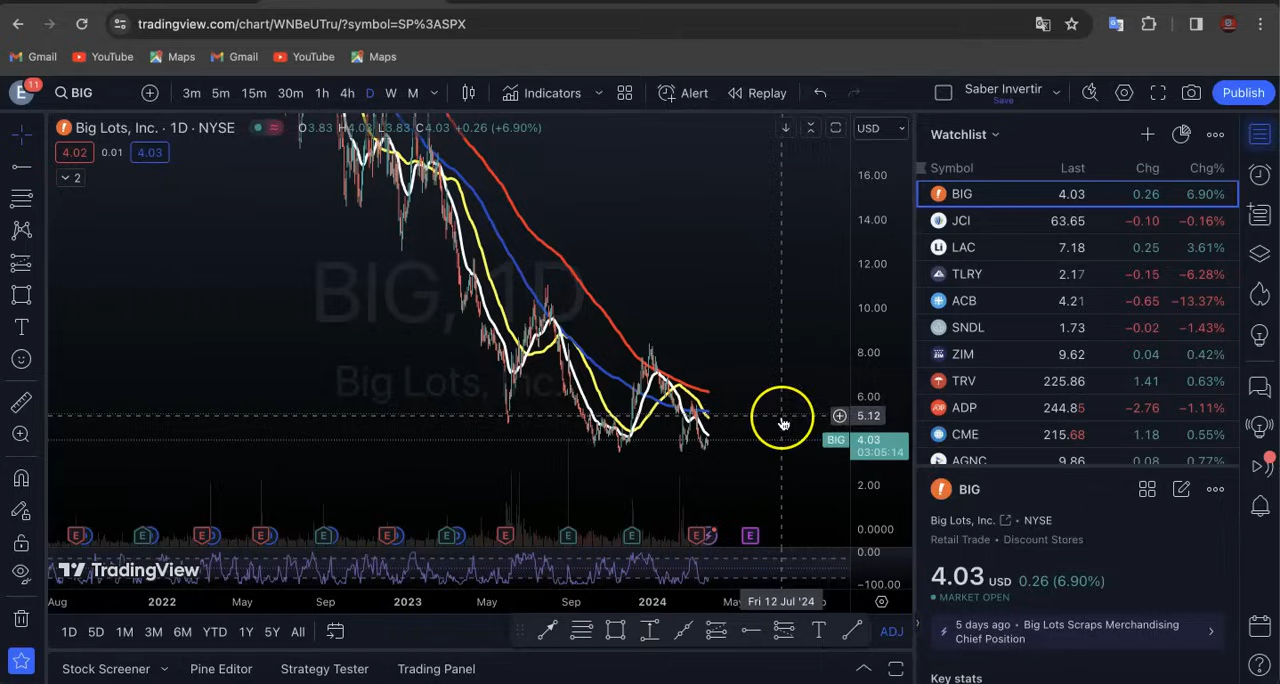 tradingview.com/chart/WNBeUTru/?symbol=SP%3ASPX
Gmail YouTube Maps Gmail YouTube Maps
E 11 BIG 3m 5m 15m 30m 1h 4h D W M Indicators Alert Replay Saber Invertir Save Publish
Big Lots, Inc. · 1D · NYSE O3.83 H4.03 L3.83 C4.03 +0.26 (+6.90%) USD
4.02 0.01 4.03
2
BIG, 1D
Big Lots, Inc.
16.00
14.00
12.00
10.00
8.00
6.00
5.12
BIG 4.03
03:05:14
2.00
0.0000
0.00
−100.00
E E E E E E E E E E E E
TradingView
Aug 2022 May Sep 2023 May Sep 2024 Fri 12 Jul '24
1D 5D 1M 3M 6M YTD 1Y 5Y All ADJ
Stock Screener Pine Editor Strategy Tester Trading Panel
Watchlist
Symbol Last Chg Chg%
BIG 4.03 0.26 6.90%
JCI 63.65 −0.10 −0.16%
Li LAC 7.18 0.25 3.61%
TLRY 2.17 −0.15 −6.28%
ACB 4.21 −0.65 −13.37%
SNDL 1.73 −0.02 −1.43%
ZIM 9.62 0.04 0.42%
TRV 225.86 1.41 0.63%
ADP 244.85 −2.76 −1.11%
CME 215.68 1.18 0.55%
AGNC 9.86 0.08 0.77%
BIG
Big Lots, Inc. · NYSE
Retail Trade · Discount Stores
4.03 USD 0.26 (6.90%)
MARKET OPEN
5 days ago · Big Lots Scraps Merchandising
Chief Position
Key stats